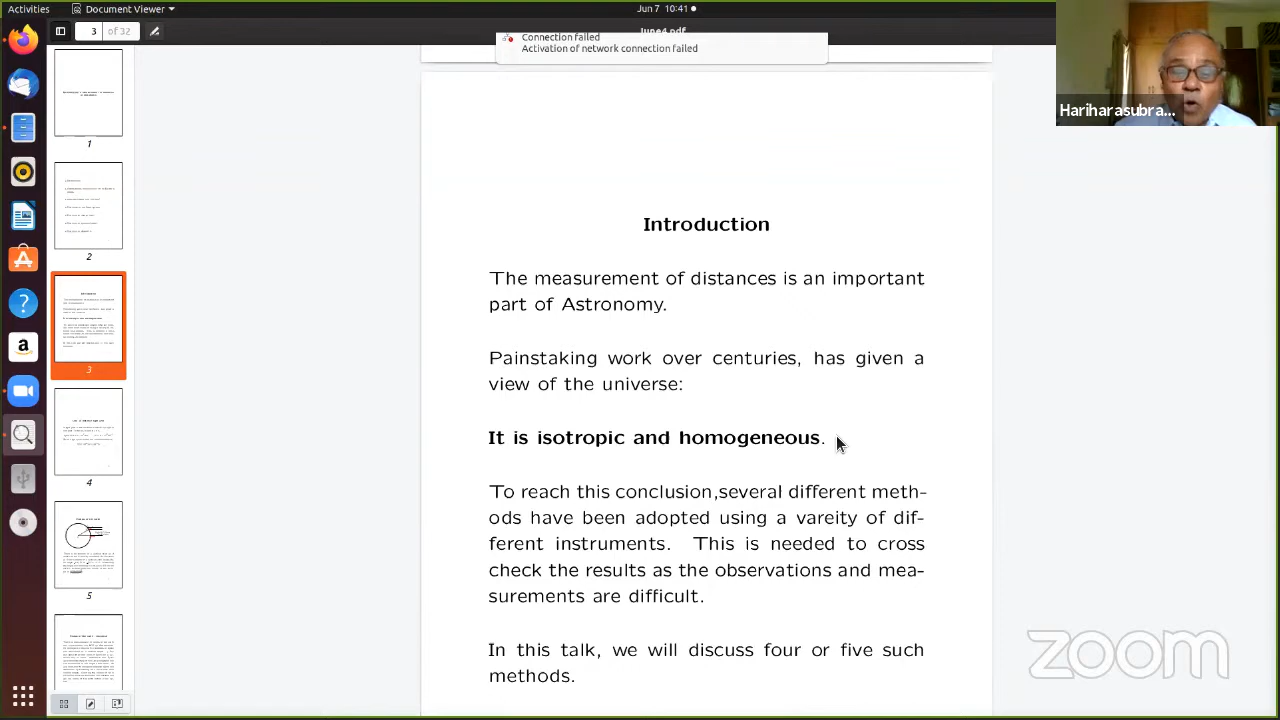 Activities
Document Viewer
Jun 7 10:41
3 of 32
June4.pdf
Connection failed
Activation of network connection failed
Hariharasubra...
1
2
3
4
5
Introduction
The measurement of distances is an important
part of Astronomy.
Painstaking work over centuries, has given a
view of the universe:
It is isotropic and homogeneous.
To reach this conclusion,several different meth-
ods have been adopted using a vareity of dif-
ferent instruments. This is needed to cross
check the results as the observations and mea-
surements are difficult.
In this talk, we will discuss four or five such
methods.
zoom